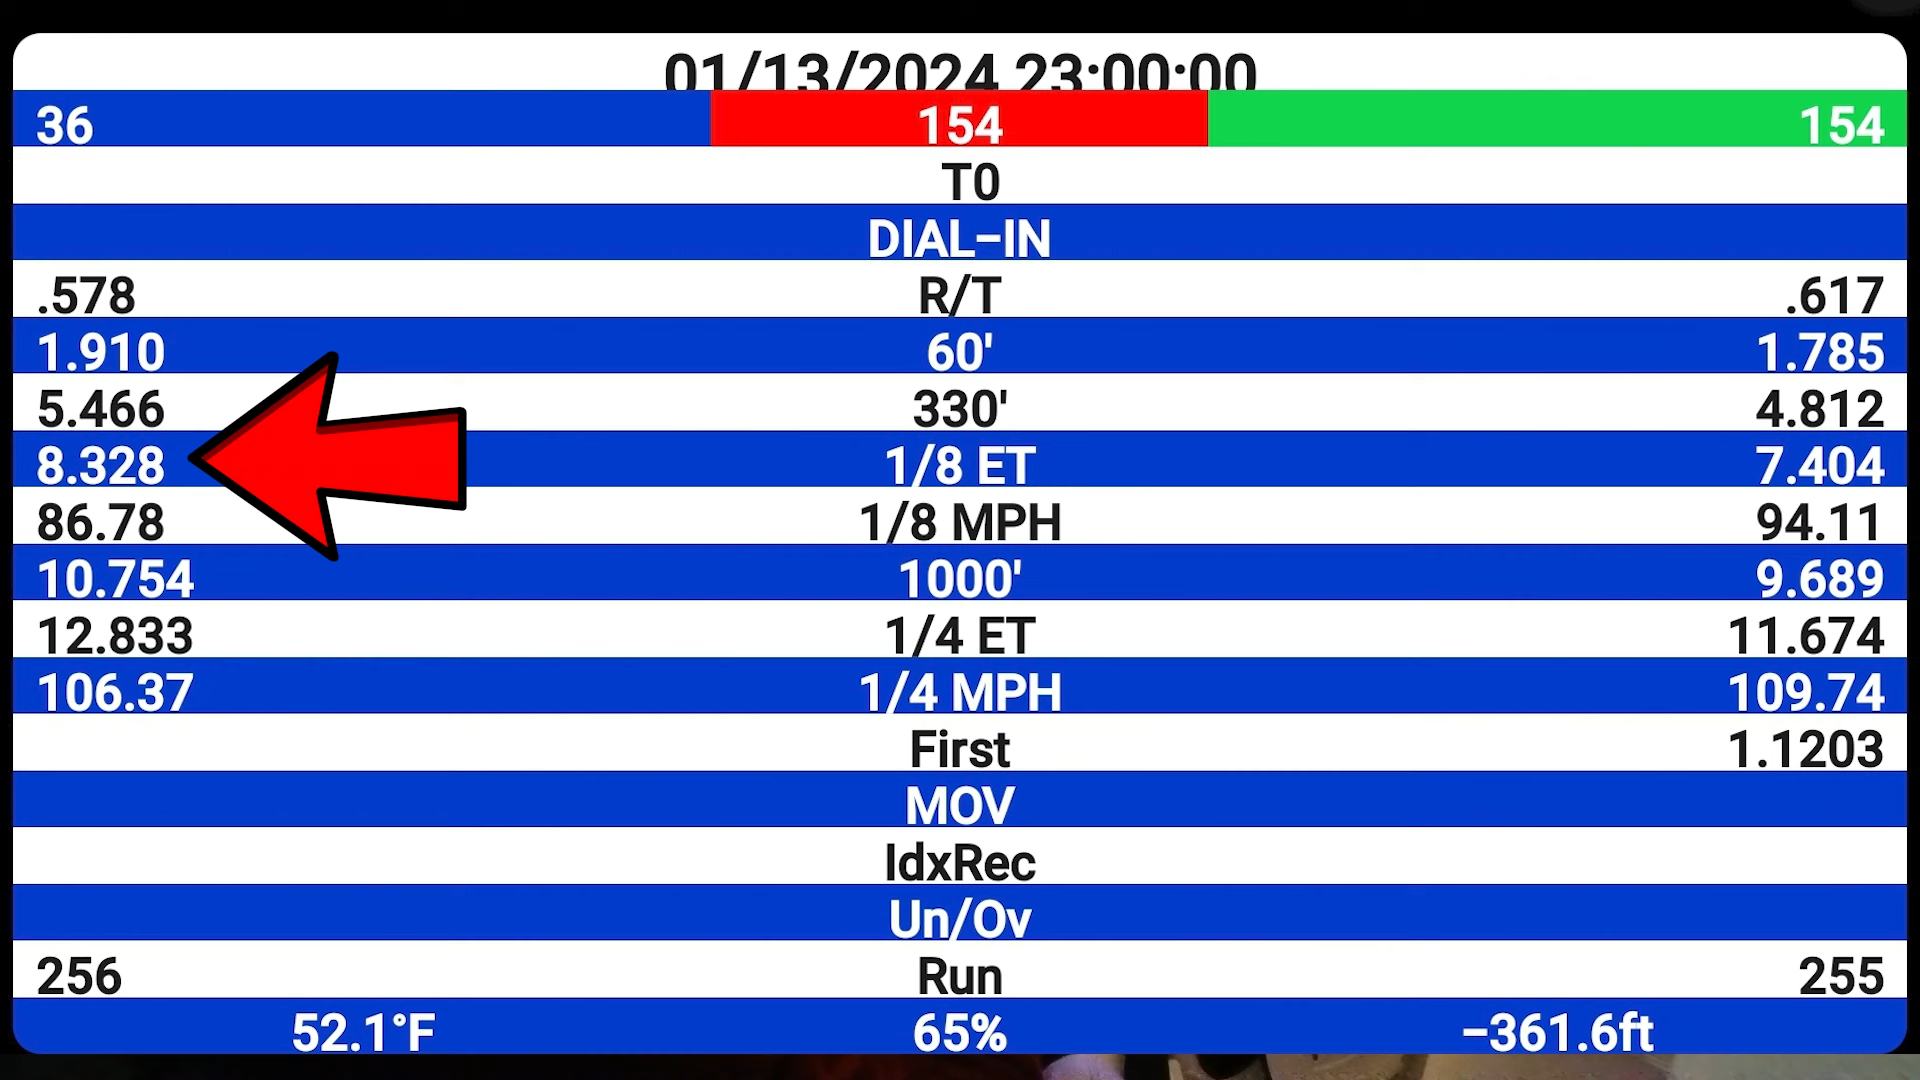 01/13/2024 23:00:00
36 154 154
T0
DIAL-IN
.578 R/T .617
1.910 60' 1.785
5.466 330' 4.812
8.328 1/8 ET 7.404
86.78 1/8 MPH 94.11
10.754 1000' 9.689
12.833 1/4 ET 11.674
106.37 1/4 MPH 109.74
First 1.1203
MOV
IdxRec
Un/Ov
256 Run 255
52.1°F 65% -361.6ft